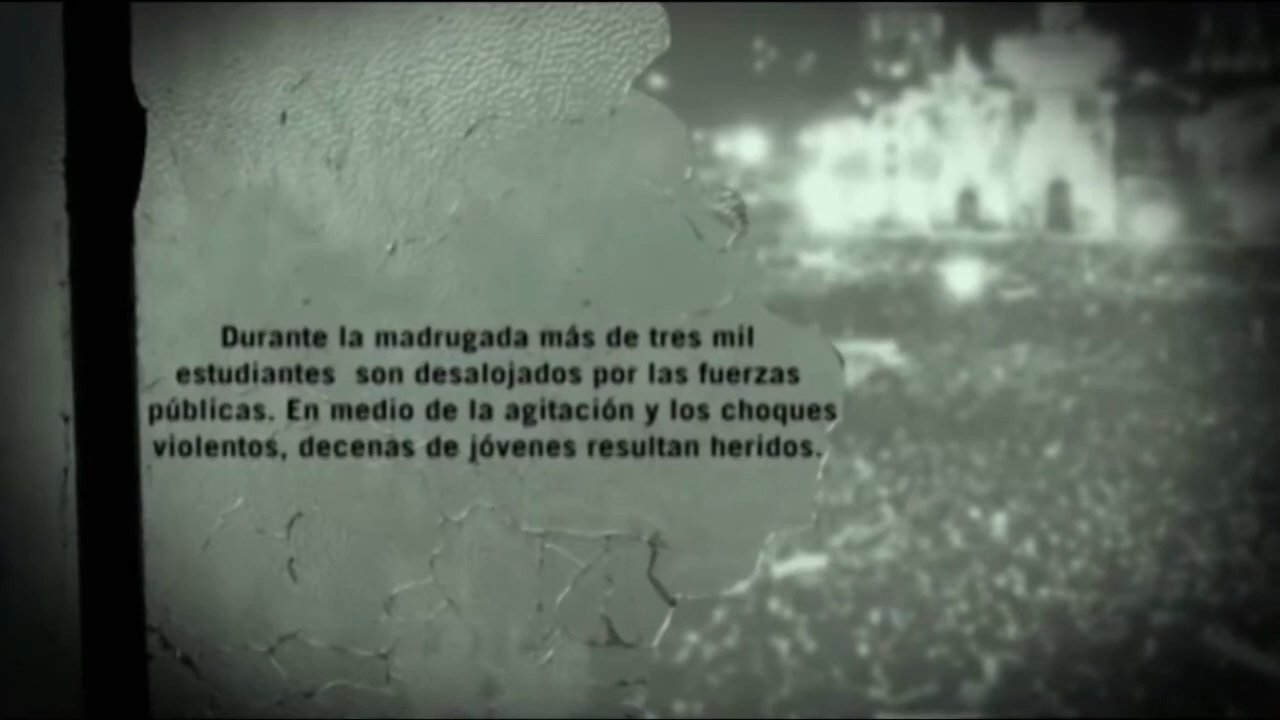 Durante la madrugada más de tres mil
estudiantes son desalojados por las fuerzas
públicas. En medio de la agitación y los choques
violentos, decenas de jóvenes resultan heridos.